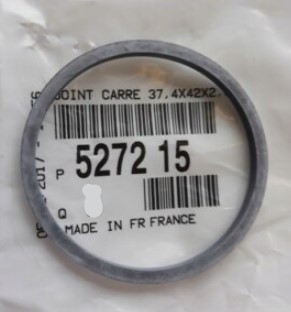 JOINT CARRE 37.4X42X2.
P 5272 15
Q
MADE IN FR FRANCE